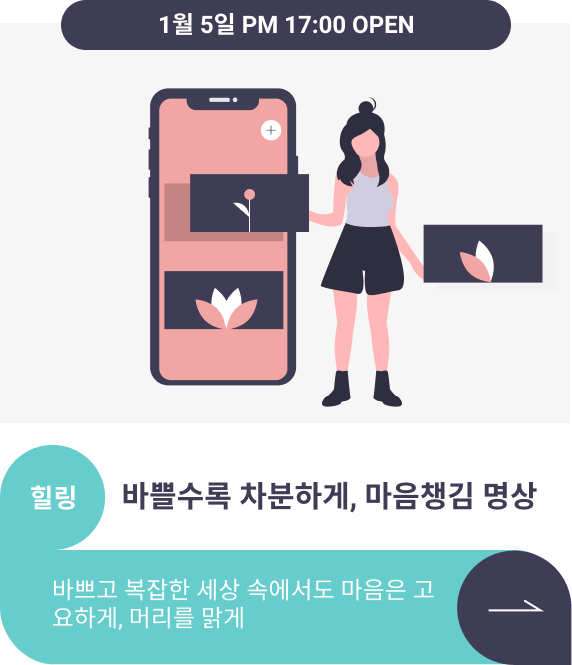 1월 5일 PM 17:00 OPEN
힐링
바쁠수록 차분하게, 마음챙김 명상
바쁘고 복잡한 세상 속에서도 마음은 고
요하게, 머리를 맑게